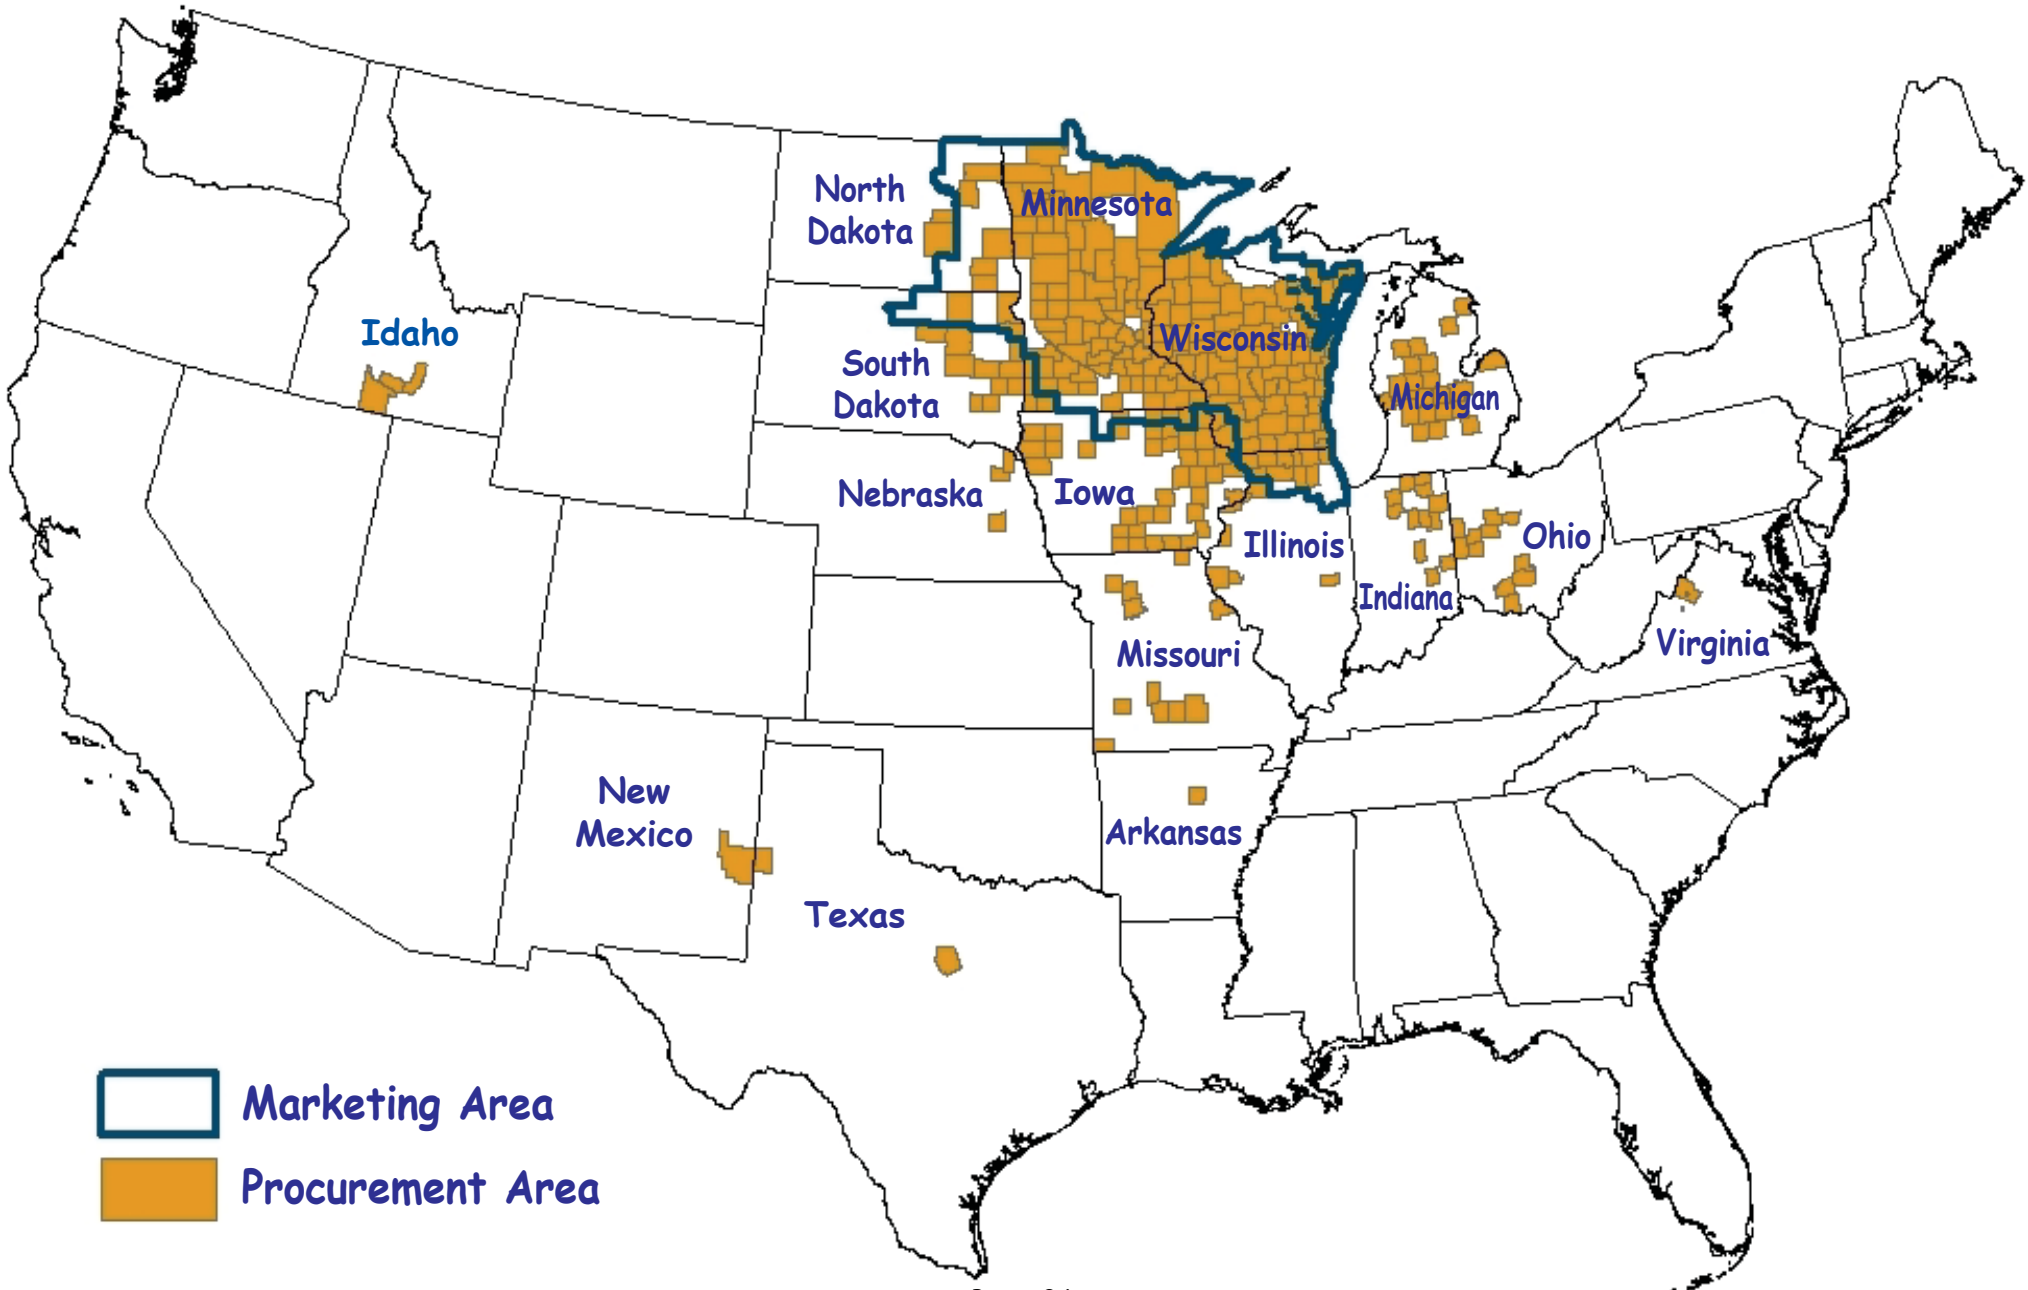 North
Dakota
Minnesota
Idaho
Wisconsin
South
Dakota
Michigan
Nebraska
Iowa
Illinois
Ohio
Indiana
Virginia
Missouri
New
Mexico
Arkansas
Texas
Marketing Area
Procurement Area